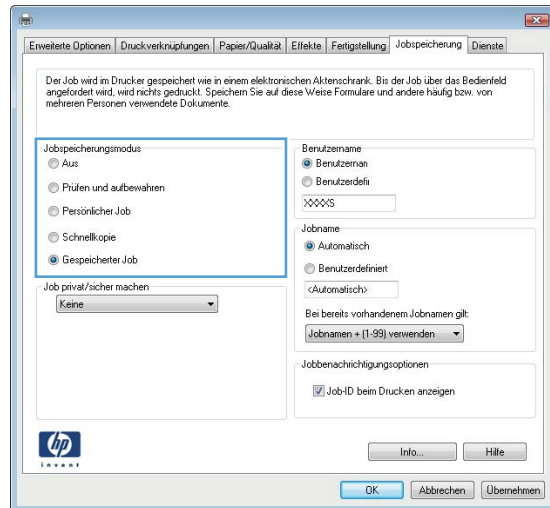 Erweiterte Optionen Druckverknüpfungen Papier/Qualität Effekte Fertigstellung Jobspeicherung Dienste
Der Job wird im Drucker gespeichert wie in einem elektronischen Aktenschrank. Bis der Job über das Bedienfeld
angefordert wird, wird nichts gedruckt. Speichern Sie auf diese Weise Formulare und andere häufig bzw. von
mehreren Personen verwendete Dokumente.
Jobspeicherungsmodus
Aus
Prüfen und aufbewahren
Persönlicher Job
Schnellkopie
Gespeicherter Job
Job privat/sicher machen
Keine
Benutzername
Benutzernan
Benutzerdefii
XXXXS
Jobname
Automatisch
Benutzerdefiniert
<Automatisch>
Bei bereits vorhandenem Jobnamen gilt:
Jobnamen + (1-99) verwenden
Jobbenachrichtigungsoptionen
Job-ID beim Drucken anzeigen
hp
invent
Info... Hilfe
OK Abbrechen Übernehmen